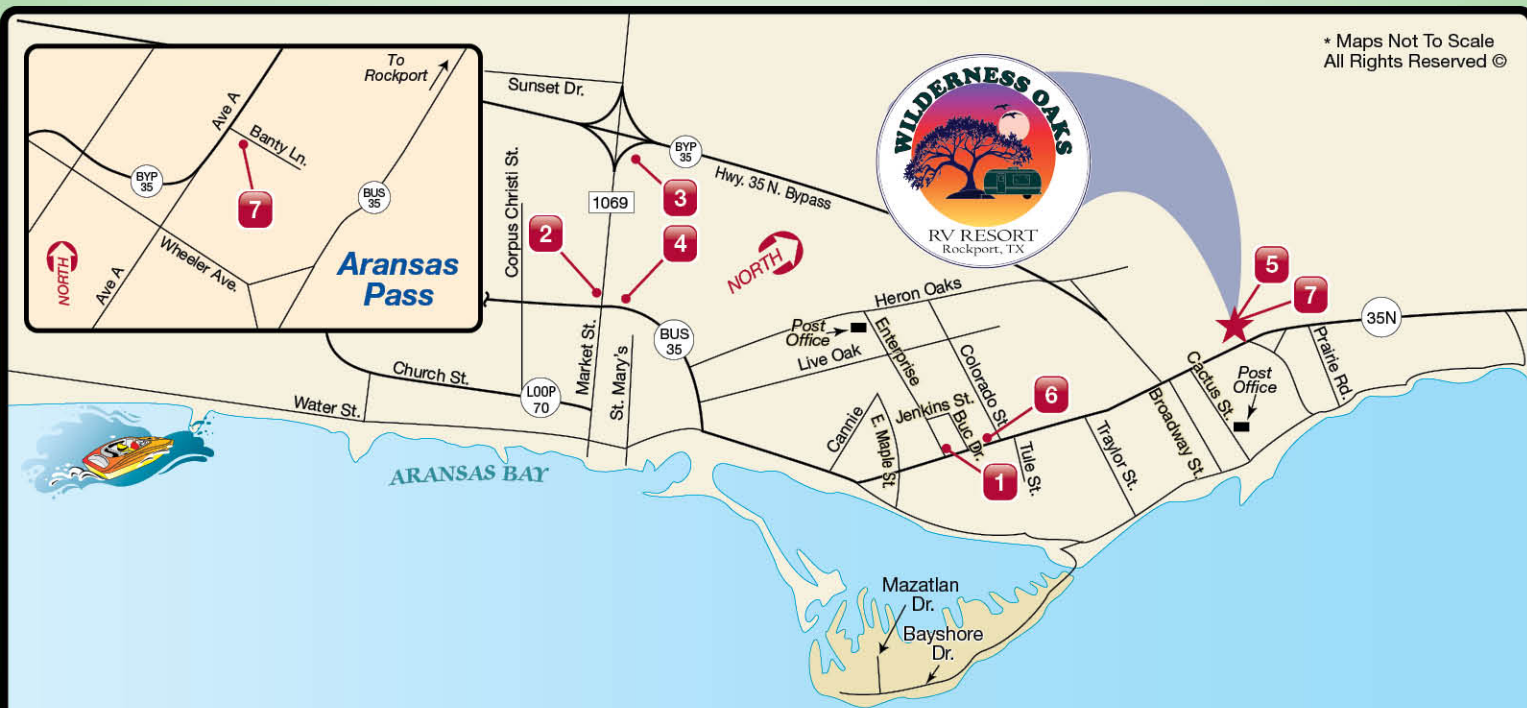 * Maps Not To Scale
All Rights Reserved ©
To
Rockport
Ave A
Banty Ln.
BYP
35
BUS
35
7
Wheeler Ave.
NORTH
Ave A
Aransas
Pass
Sunset Dr.
BYP
35
Hwy. 35 N. Bypass
Corpus Christi St.
1069
3
2
4
NORTH
WILDERNESS OAKS
RV RESORT
Rockport, TX
5
7
35N
Heron Oaks
Post
Office
Enterprise
Live Oak
Colorado St.
BUS
35
Market St.
St. Mary's
Church St.
LOOP
70
Water St.
Cannie
E. Maple St.
Jenkins St.
Buc Dr.
6
1
Tule St.
Traylor St.
Broadway St.
Cactus St.
Post
Office
Prairie Rd.
ARANSAS BAY
Mazatlan
Dr.
Bayshore
Dr.